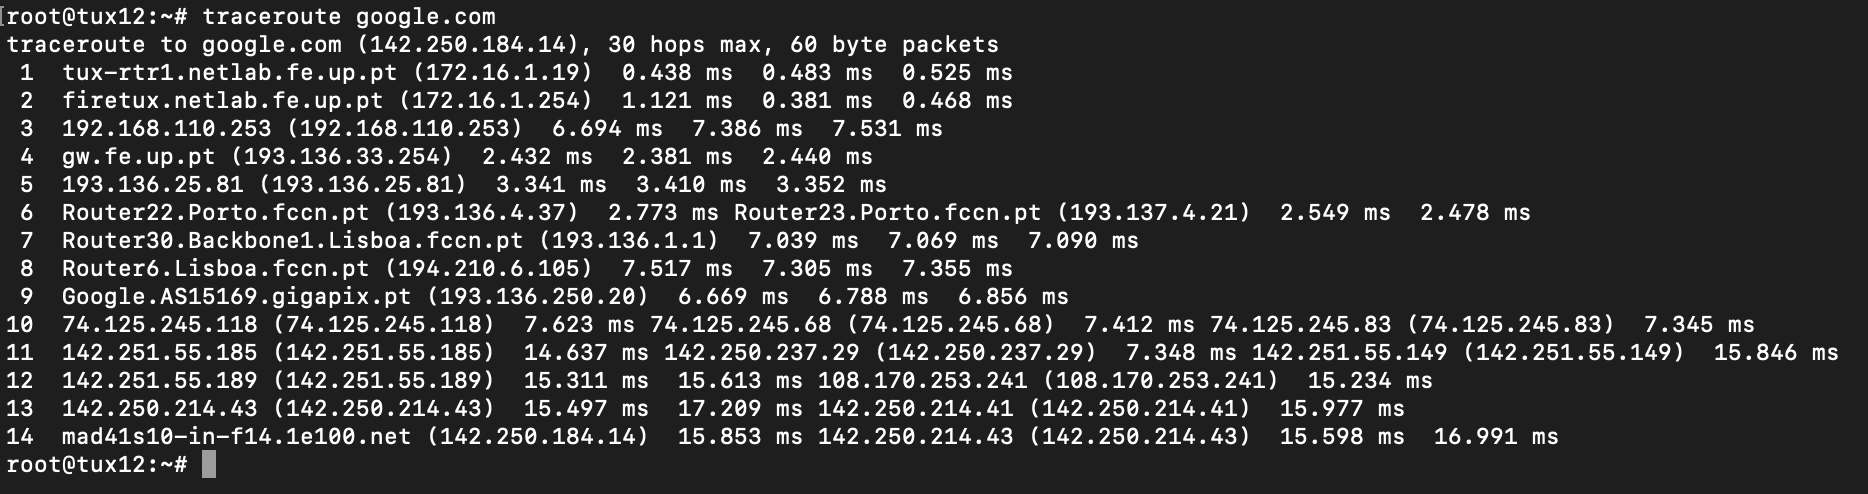 [root@tux12:~# traceroute google.com
traceroute to google.com (142.250.184.14), 30 hops max, 60 byte packets
 1  tux-rtr1.netlab.fe.up.pt (172.16.1.19)  0.438 ms  0.483 ms  0.525 ms
 2  firetux.netlab.fe.up.pt (172.16.1.254)  1.121 ms  0.381 ms  0.468 ms
 3  192.168.110.253 (192.168.110.253)  6.694 ms  7.386 ms  7.531 ms
 4  gw.fe.up.pt (193.136.33.254)  2.432 ms  2.381 ms  2.440 ms
 5  193.136.25.81 (193.136.25.81)  3.341 ms  3.410 ms  3.352 ms
 6  Router22.Porto.fccn.pt (193.136.4.37)  2.773 ms Router23.Porto.fccn.pt (193.137.4.21)  2.549 ms  2.478 ms
 7  Router30.Backbone1.Lisboa.fccn.pt (193.136.1.1)  7.039 ms  7.069 ms  7.090 ms
 8  Router6.Lisboa.fccn.pt (194.210.6.105)  7.517 ms  7.305 ms  7.355 ms
 9  Google.AS15169.gigapix.pt (193.136.250.20)  6.669 ms  6.788 ms  6.856 ms
10  74.125.245.118 (74.125.245.118)  7.623 ms 74.125.245.68 (74.125.245.68)  7.412 ms 74.125.245.83 (74.125.245.83)  7.345 ms
11  142.251.55.185 (142.251.55.185)  14.637 ms 142.250.237.29 (142.250.237.29)  7.348 ms 142.251.55.149 (142.251.55.149)  15.846 ms
12  142.251.55.189 (142.251.55.189)  15.311 ms  15.613 ms 108.170.253.241 (108.170.253.241)  15.234 ms
13  142.250.214.43 (142.250.214.43)  15.497 ms  17.209 ms 142.250.214.41 (142.250.214.41)  15.977 ms
14  mad41s10-in-f14.1e100.net (142.250.184.14)  15.853 ms 142.250.214.43 (142.250.214.43)  15.598 ms  16.991 ms
root@tux12:~#